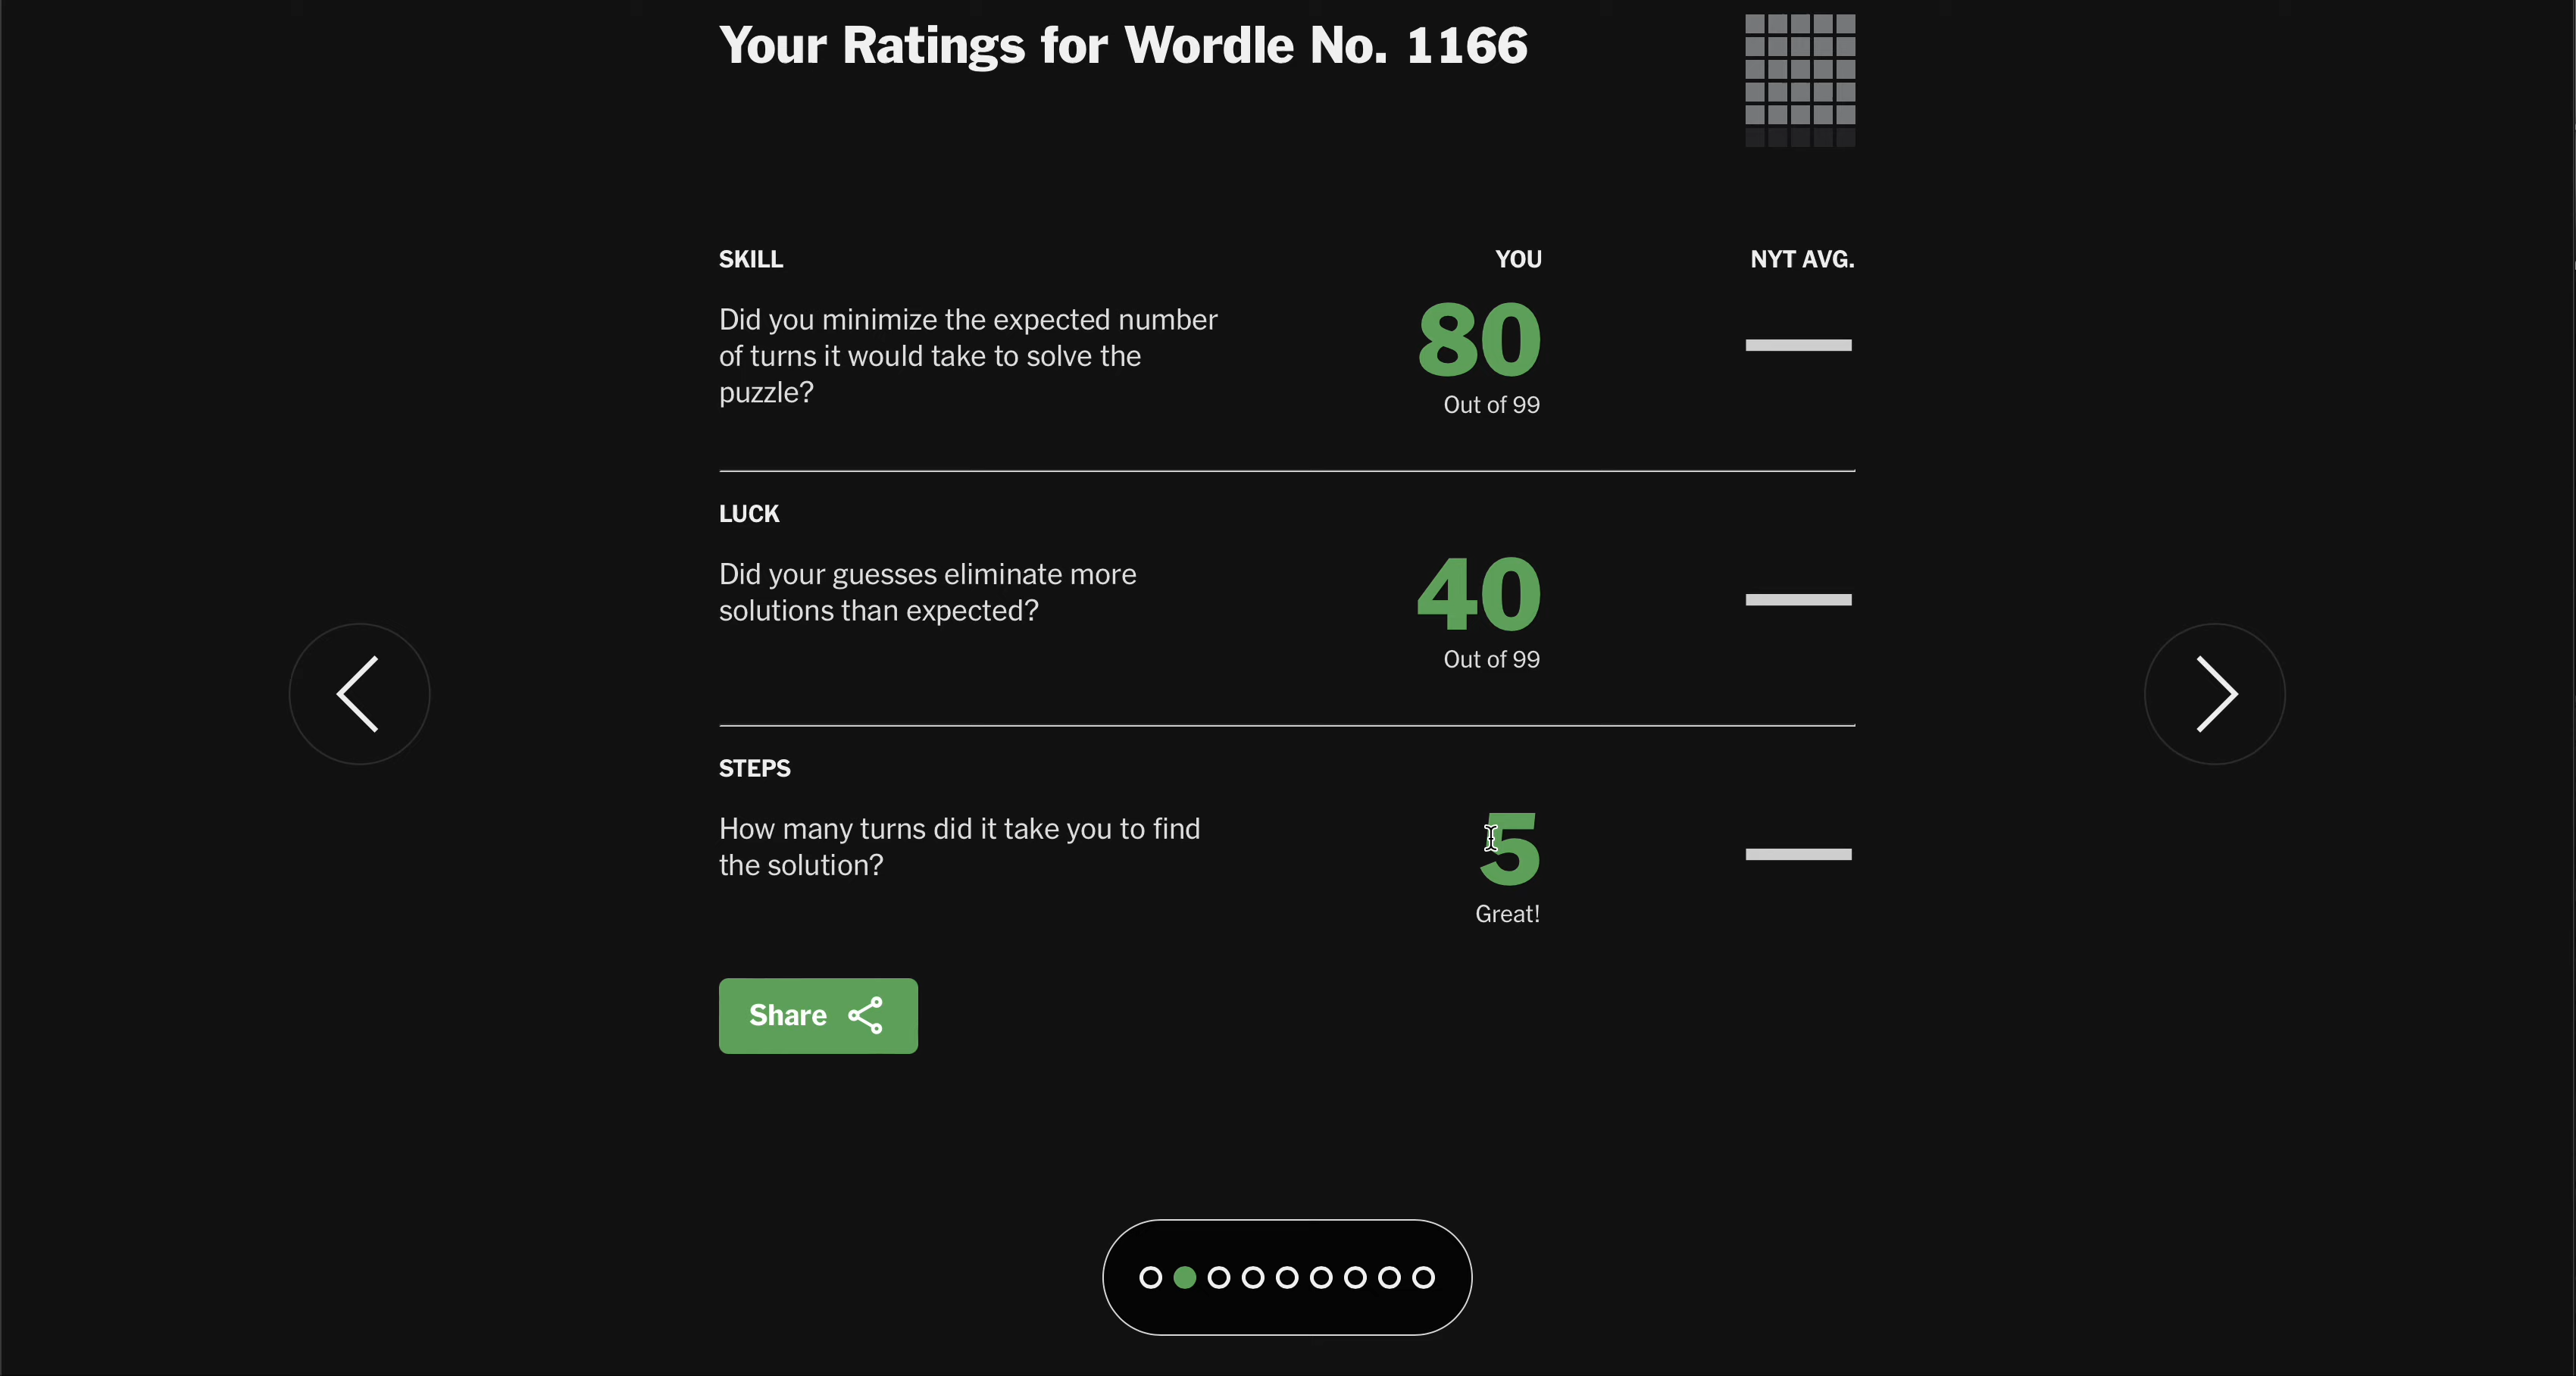 Your Ratings for Wordle No. 1166
SKILL
YOU
NYT AVG.
Did you minimize the expected number
of turns it would take to solve the
puzzle?
80
Out of 99
LUCK
Did your guesses eliminate more
solutions than expected?
40
Out of 99
STEPS
How many turns did it take you to find
the solution?
5
Great!
Share